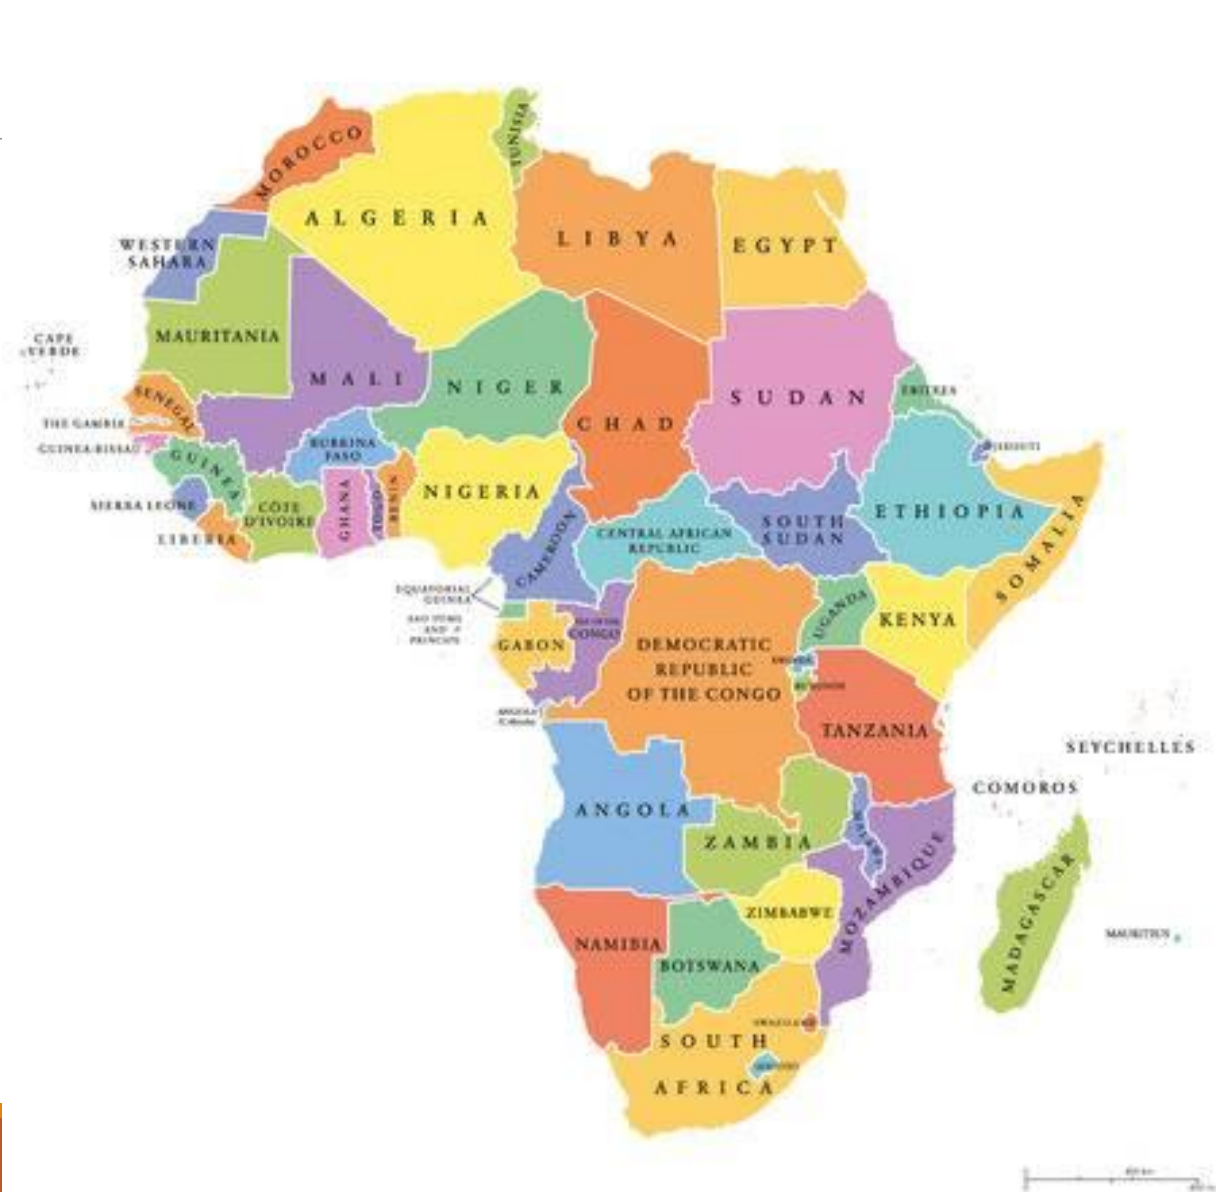 MOROCCO
TUNISIA
ALGERIA
LIBYA
EGYPT
WESTERN
SAHARA
CAPE
VERDE
MAURITANIA
MALI
NIGER
CHAD
SUDAN
ERITREA
SENEGAL
THE GAMBIA
GUINEA-BISSAU
GUINEA
BURKINA
FASO
DJIBOUTI
SIERRA LEONE
LIBERIA
CÔTE
D'IVOIRE
GHANA
TOGO
BENIN
NIGERIA
CAMEROON
CENTRAL AFRICAN
REPUBLIC
SOUTH
SUDAN
ETHIOPIA
SOMALIA
EQUATORIAL
GUINEA
SAO TOME
AND
PRINCIPE
GABON
CONGO
DEMOCRATIC
REPUBLIC
OF THE CONGO
UGANDA
KENYA
TANZANIA
SEYCHELLES
COMOROS
ANGOLA
ZAMBIA
MALAWI
MOZAMBIQUE
MADAGASCAR
MAURITIUS
NAMIBIA
BOTSWANA
ZIMBABWE
SWAZILAND
SOUTH
AFRICA